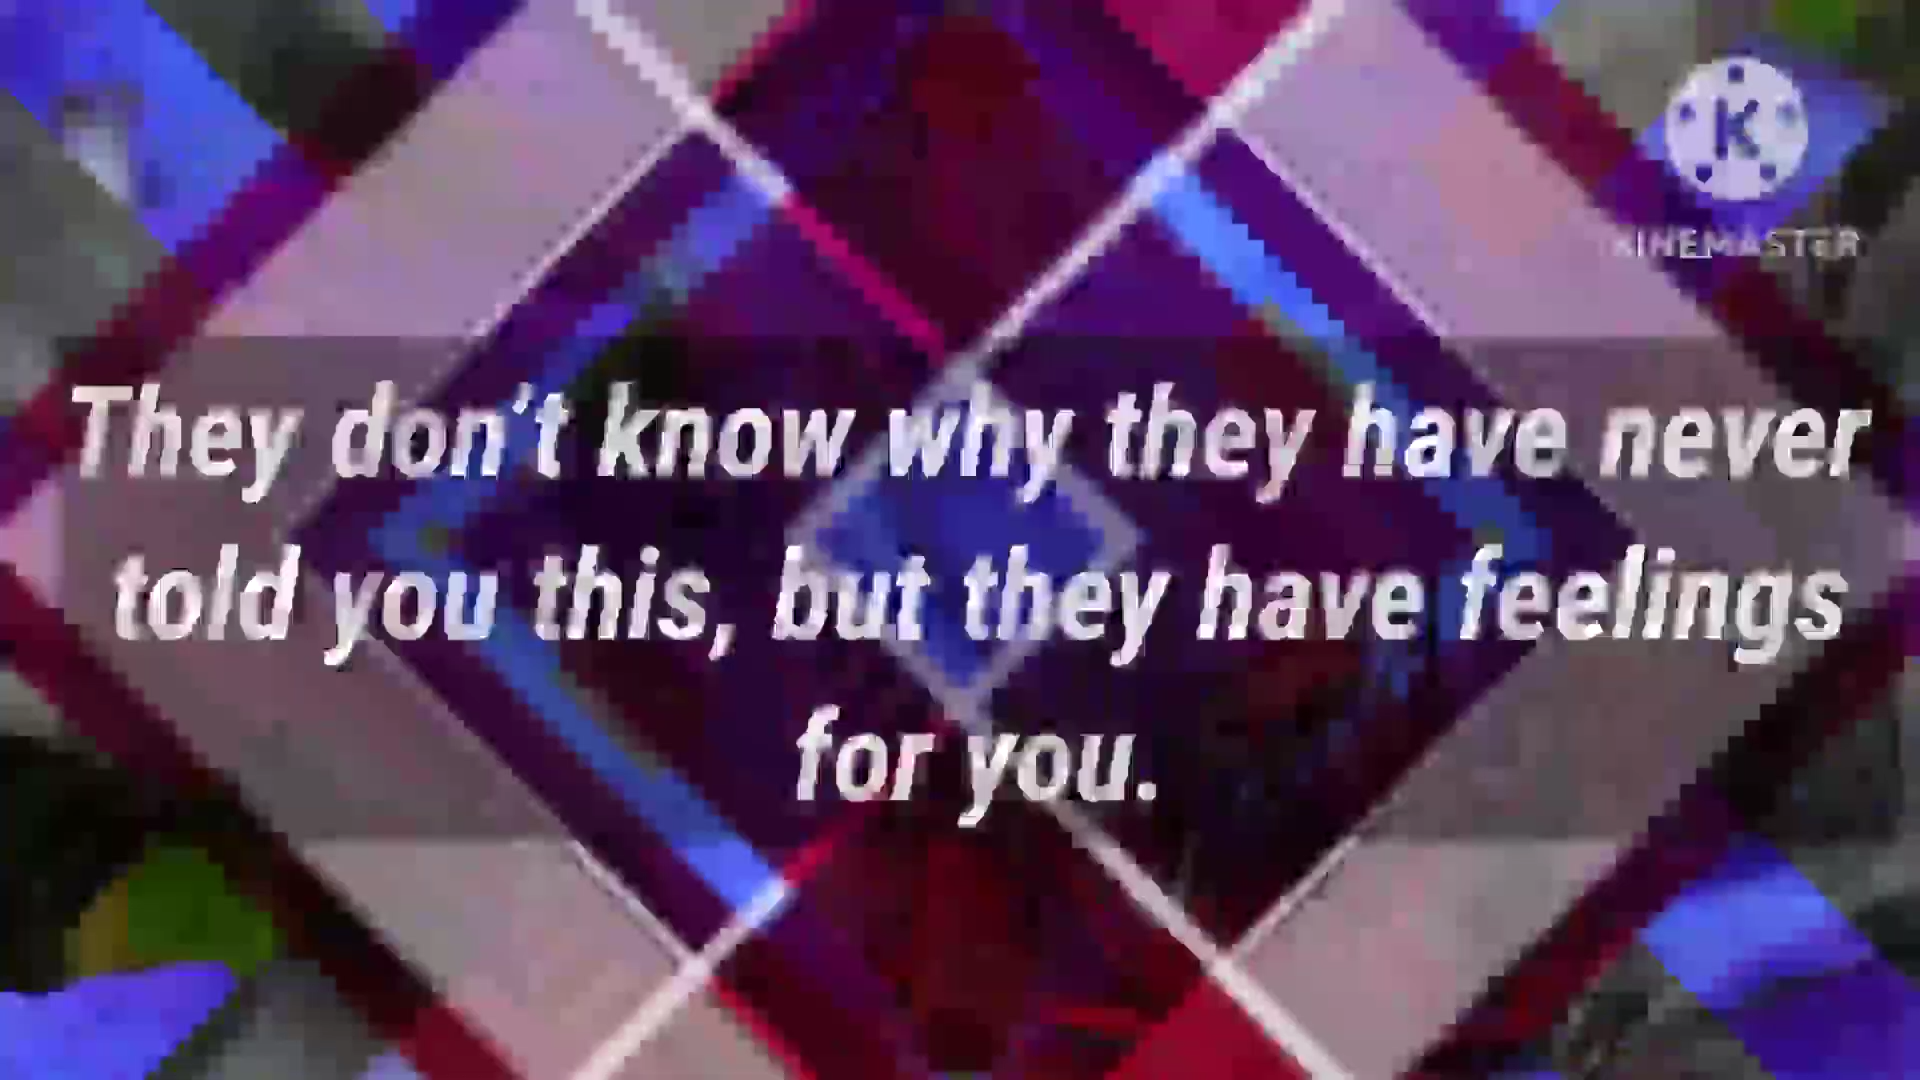 K
KINEMASTER
They don't know why they have never
told you this, but they have feelings
for you.